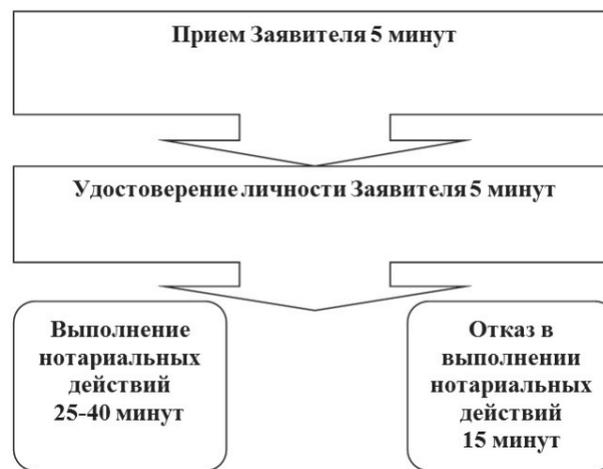 Прием Заявителя 5 минут
Удостоверение личности Заявителя 5 минут
Выполнение
нотариальных
действий
25-40 минут
Отказ в
выполнении
нотариальных
действий
15 минут